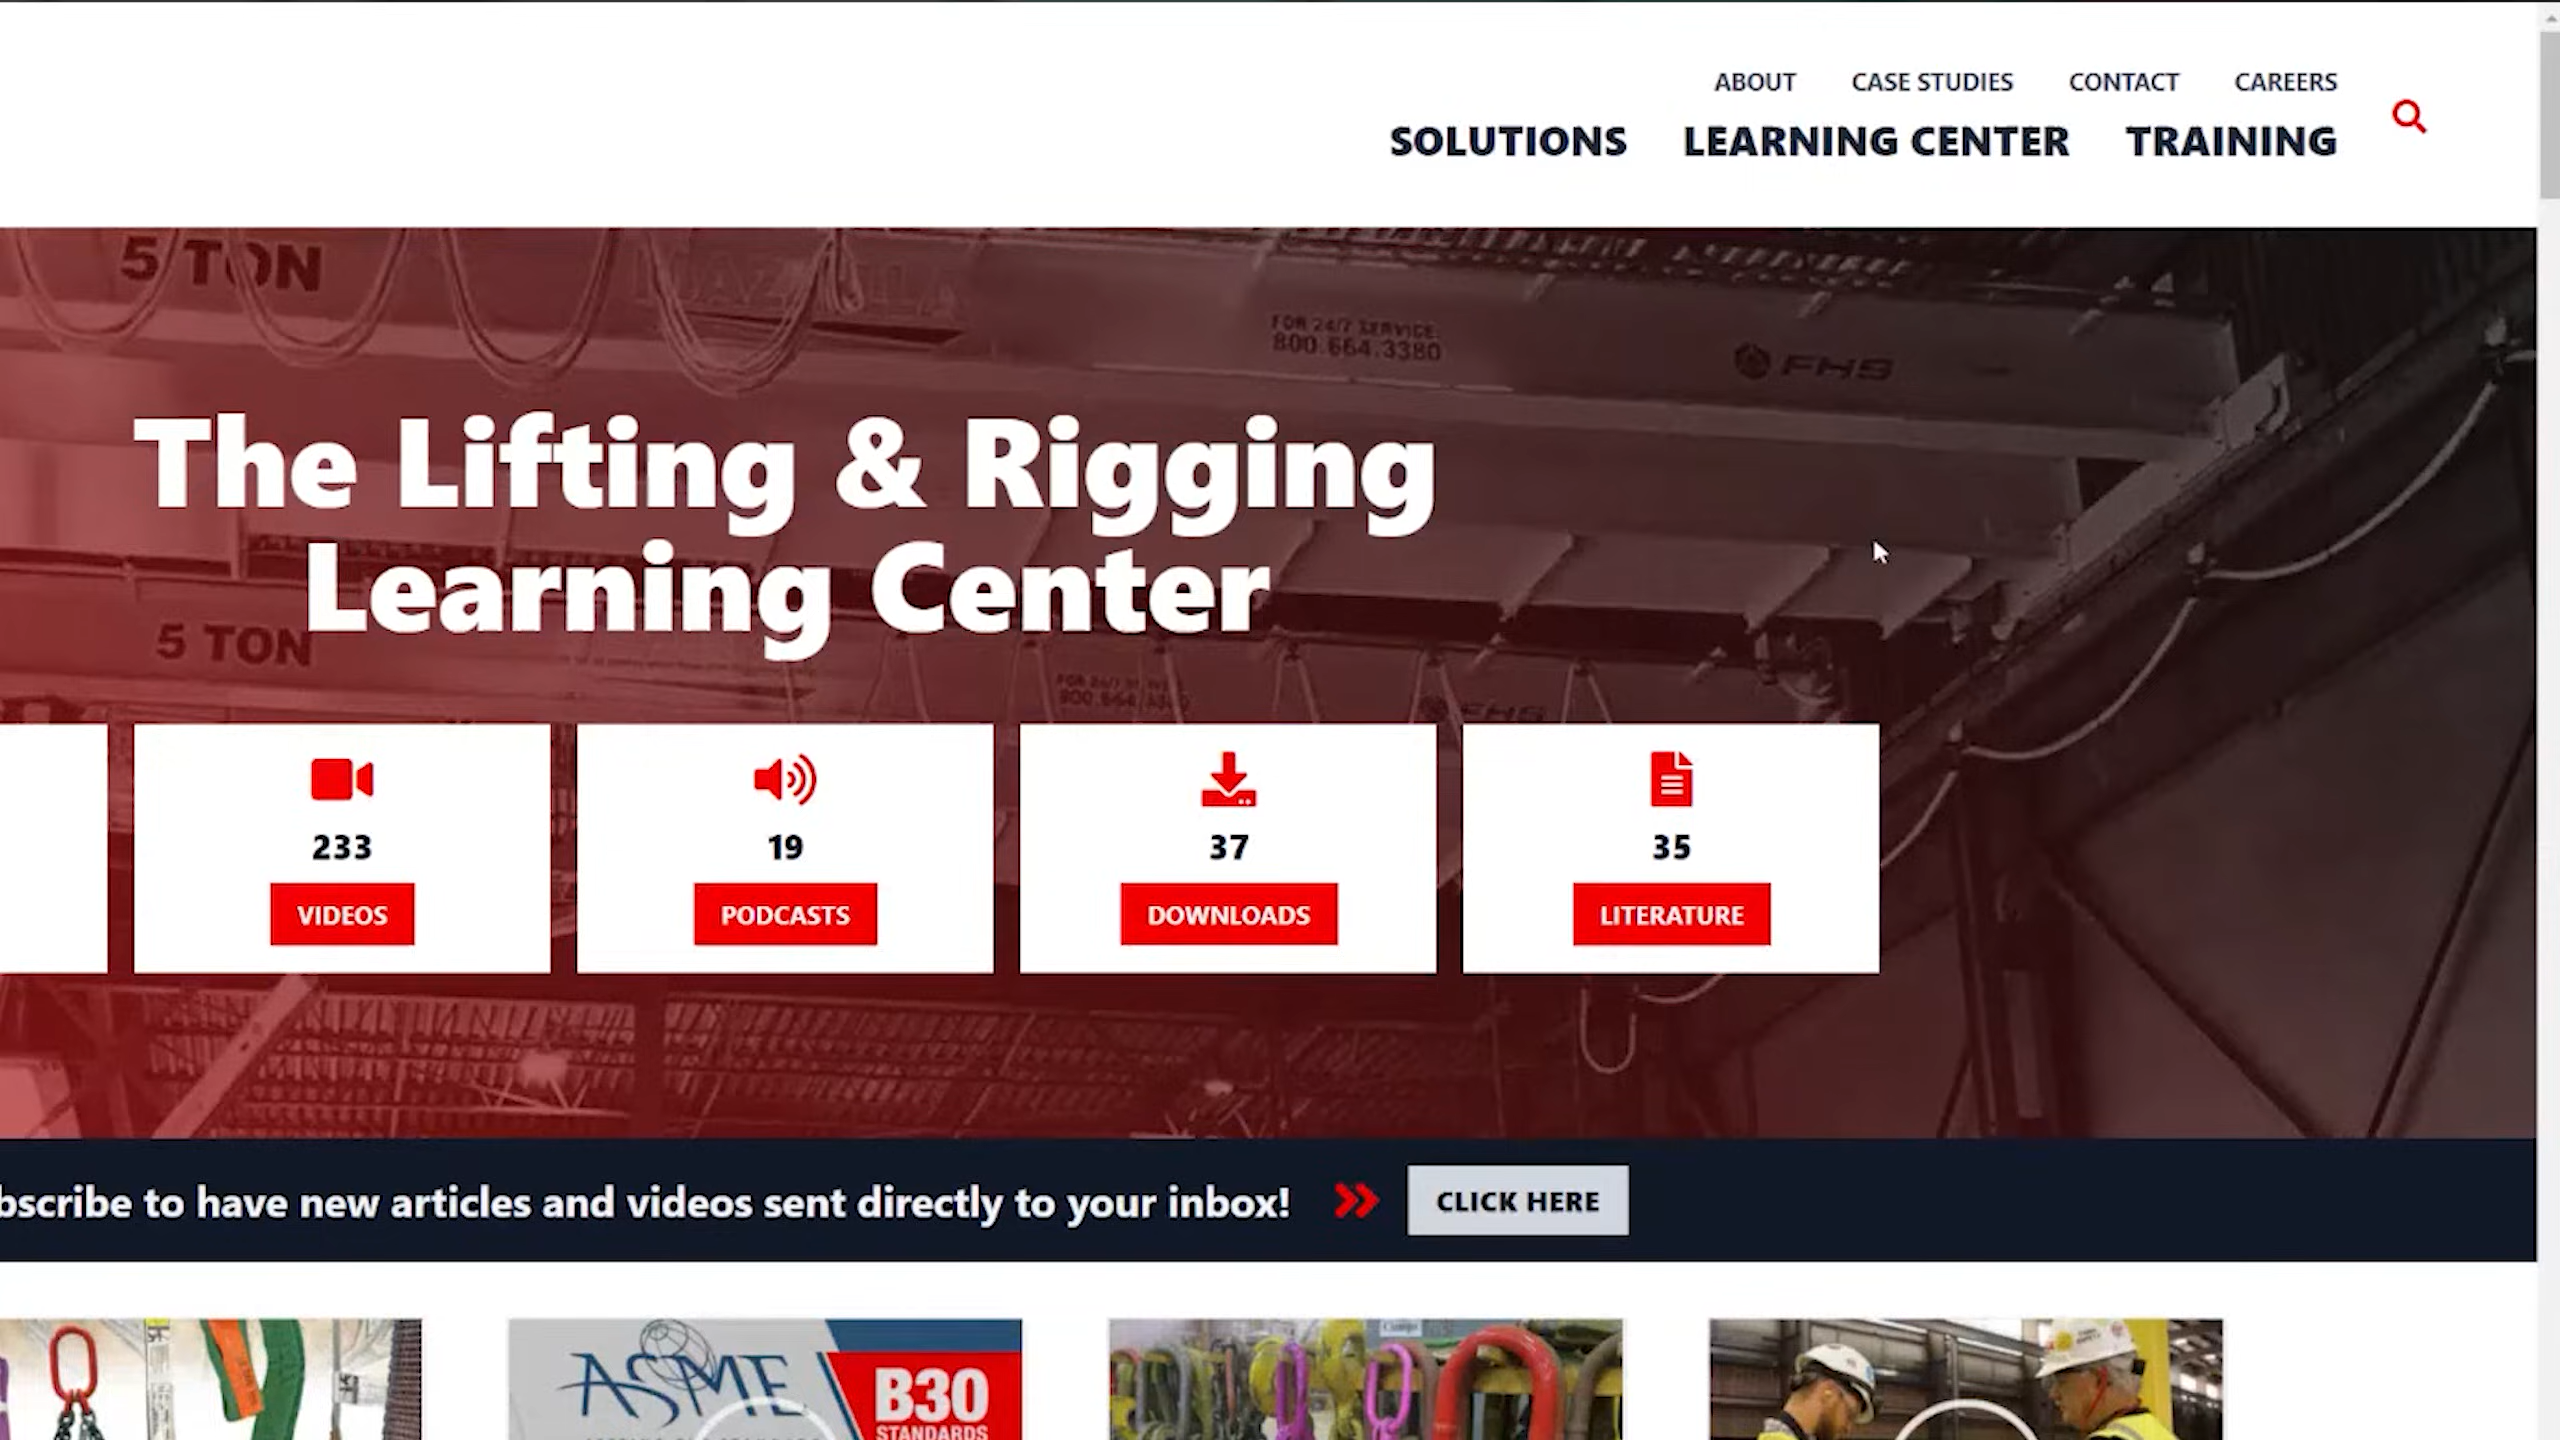 ABOUT CASE STUDIES CONTACT CAREERS
SOLUTIONS LEARNING CENTER TRAINING
5 TON
FOR 24/7 SERVICE
800.664.3380
FHS
The Lifting & Rigging
Learning Center
5 TON
FHS
233
VIDEOS
19
PODCASTS
37
DOWNLOADS
35
LITERATURE
bscribe to have new articles and videos sent directly to your inbox!
CLICK HERE
ASME
B30
STANDARDS